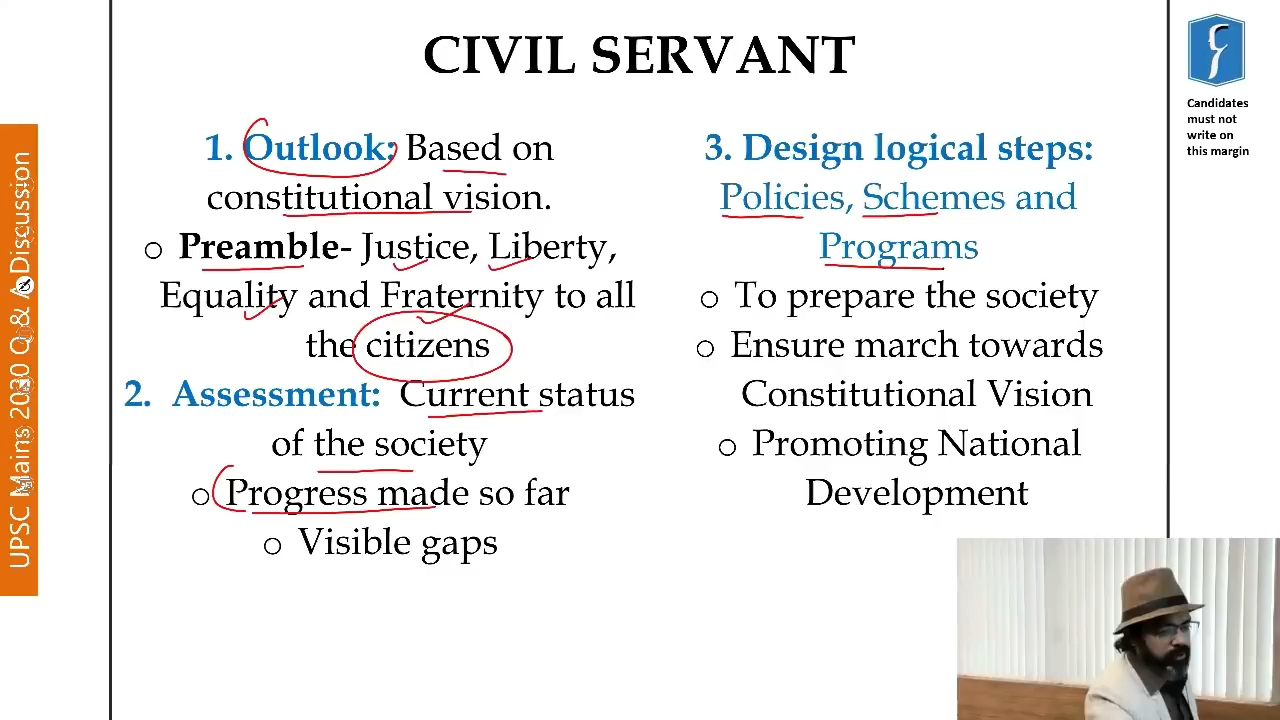 CIVIL SERVANT
1. Outlook: Based on
constitutional vision.
o Preamble- Justice, Liberty,
Equality and Fraternity to all
the citizens
2. Assessment: Current status
of the society
o Progress made so far
o Visible gaps
3. Design logical steps:
Policies, Schemes and
Programs
o To prepare the society
o Ensure march towards
Constitutional Vision
o Promoting National
Development
Candidates
must not
write on
this margin
UPSC Mains 2020 Q & A Discussion